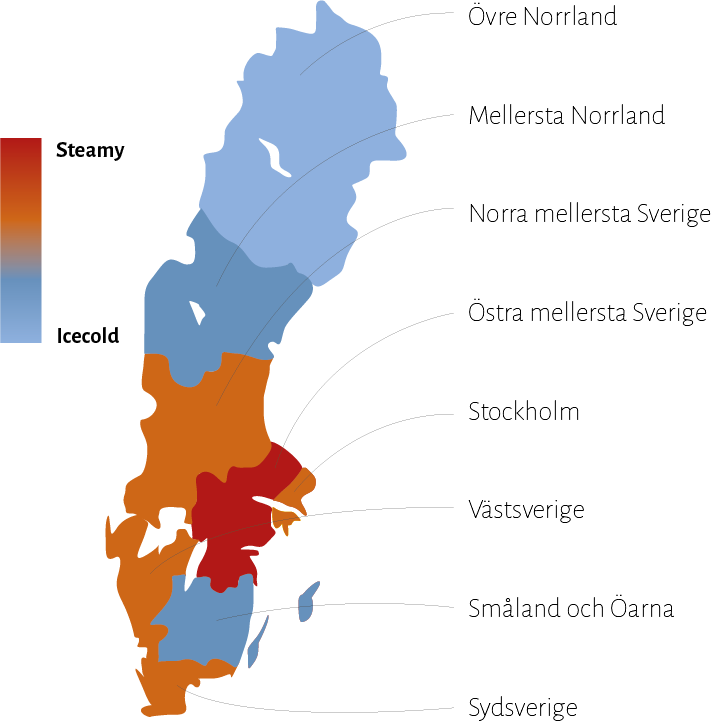 Övre Norrland
Mellersta Norrland
Steamy
Norra mellersta Sverige
Östra mellersta Sverige
Icecold
Stockholm
Västsverige
Småland och Öarna
Sydsverige